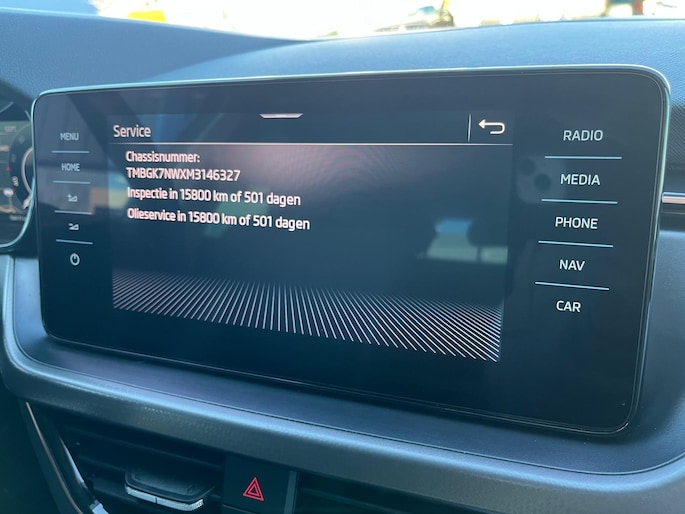 Service
Chassisnummer:
TMBGK7NWXM3146327
Inspectie in 15800 km of 501 dagen
Olieservice in 15800 km of 501 dagen
MENU
HOME
RADIO
MEDIA
PHONE
NAV
CAR